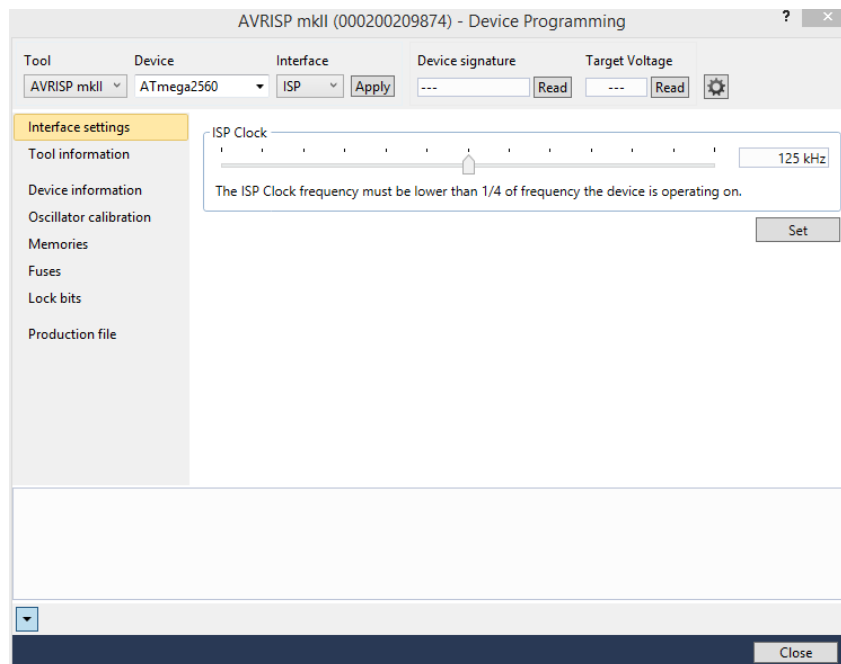 AVRISP mkII (000200209874) - Device Programming
?
Tool Device Interface Device signature Target Voltage
AVRISP mkII ATmega2560 ISP Apply --- Read --- Read
Interface settings
Tool information
Device information
Oscillator calibration
Memories
Fuses
Lock bits
Production file
ISP Clock
125 kHz
The ISP Clock frequency must be lower than 1/4 of frequency the device is operating on.
Set
Close